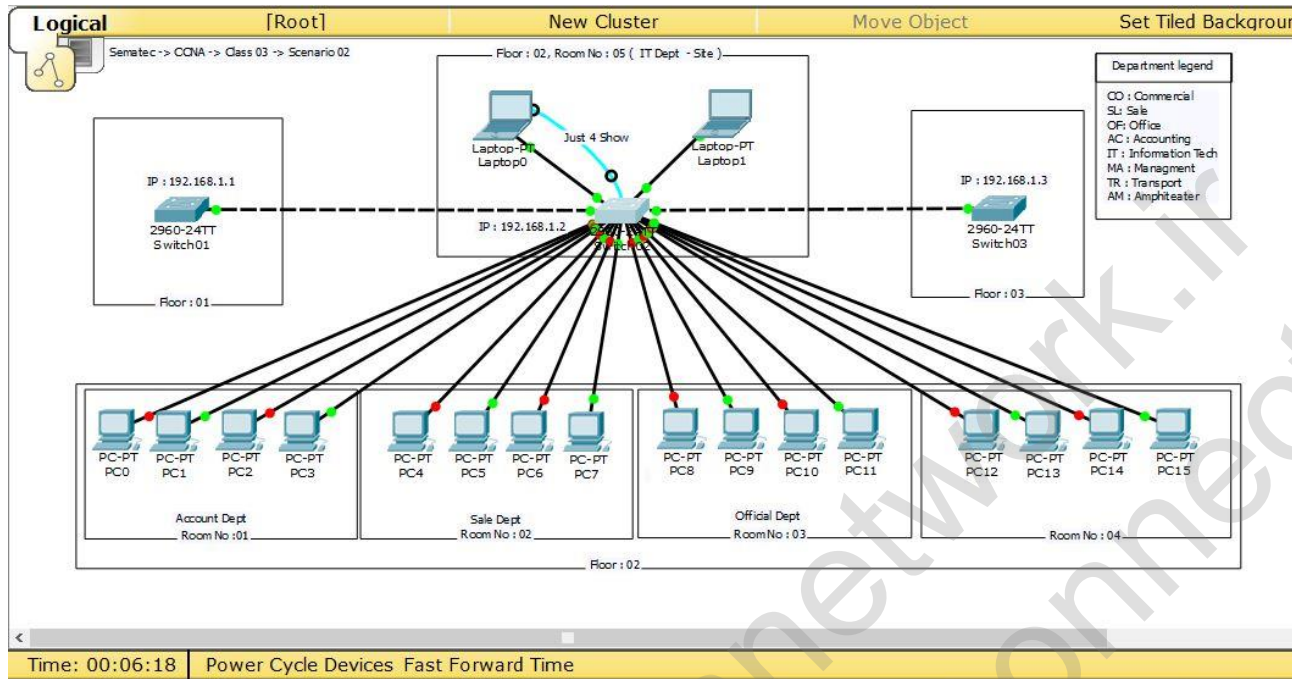 Logical [Root] New Cluster Move Object Set Tiled Backgroun
Sematec -> CCNA -> Class 03 -> Scenario 02
Floor : 02, Room No : 05 ( IT Dept - Site )
Department legend
CO : Commercial
SL: Sale
OF: Office
AC : Accounting
IT : Information Tech
MA : Managment
TR : Transport
AM : Amphiteater
Just 4 Show
Laptop-PT
Laptop0
Laptop-PT
Laptop1
IP : 192.168.1.1
2960-24TT
Switch01
Floor : 01
IP : 192.168.1.2
2960-24TT
Switch02
IP : 192.168.1.3
2960-24TT
Switch03
Floor : 03
PC-PT
PC0
PC-PT
PC1
PC-PT
PC2
PC-PT
PC3
PC-PT
PC4
PC-PT
PC5
PC-PT
PC6
PC-PT
PC7
PC-PT
PC8
PC-PT
PC9
PC-PT
PC10
PC-PT
PC11
PC-PT
PC12
PC-PT
PC13
PC-PT
PC14
PC-PT
PC15
Account Dept
Room No :01
Sale Dept
Room No : 02
Official Dept
Room No : 03
Room No : 04
Floor : 02
Time: 00:06:18 Power Cycle Devices Fast Forward Time
network.ir